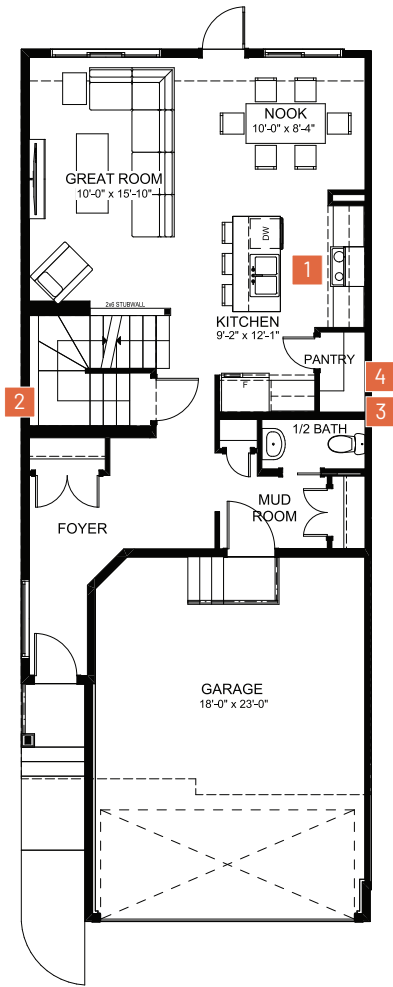 NOOK
10'-0" x 8'-4"
GREAT ROOM
10'-0" x 15'-10"
DW
1
2x6 STUBWALL
KITCHEN
9'-2" x 12'-1"
PANTRY
4
F
2
3
1/2 BATH
MUD
ROOM
FOYER
GARAGE
18'-0" x 23'-0"